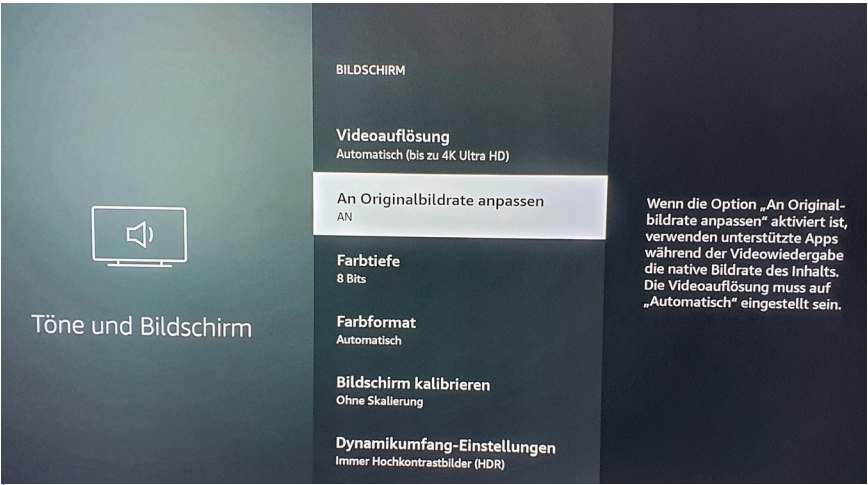 Töne und Bildschirm
BILDSCHIRM
Videoauflösung
Automatisch (bis zu 4K Ultra HD)
An Originalbildrate anpassen
AN
Farbtiefe
8 Bits
Farbformat
Automatisch
Bildschirm kalibrieren
Ohne Skalierung
Dynamikumfang-Einstellungen
Immer Hochkontrastbilder (HDR)
Wenn die Option „An Original-
bildrate anpassen“ aktiviert ist,
verwenden unterstützte Apps
während der Videowiedergabe
die native Bildrate des Inhalts.
Die Videoauflösung muss auf
„Automatisch“ eingestellt sein.